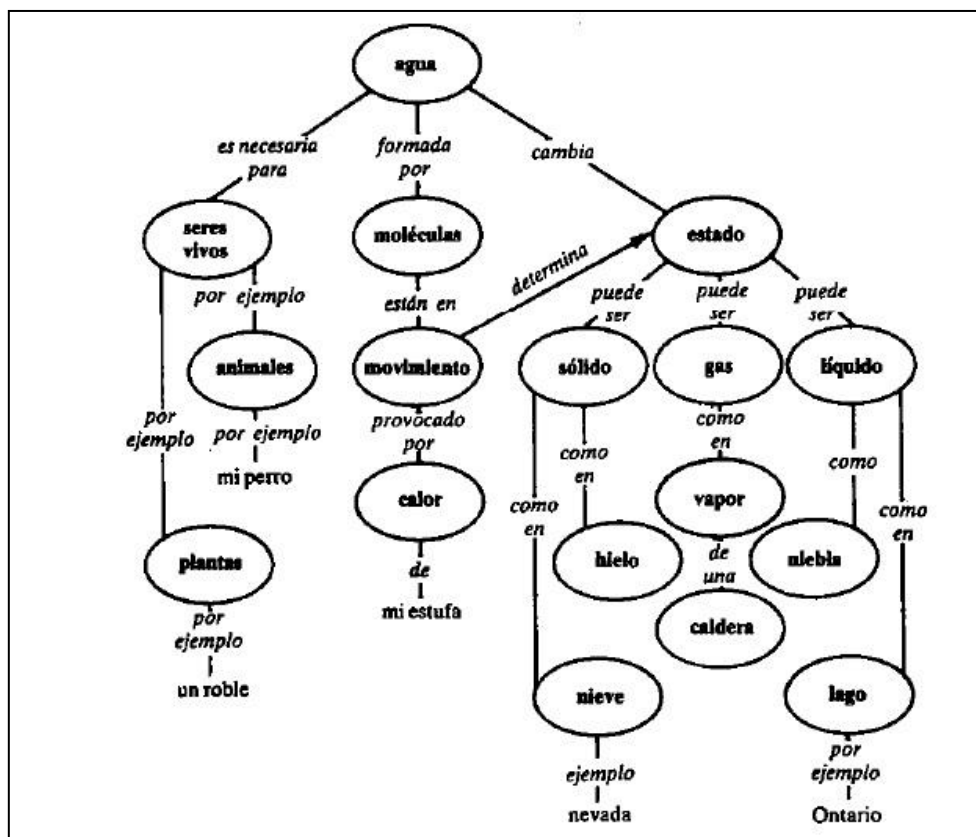 agua
es necesaria
para
formada
por
cambia
seres
vivos
moléculas
estado
determina
por ejemplo
están en
puede
ser
puede
ser
puede
ser
animales
movimiento
sólido
gas
líquido
por
ejemplo
por ejemplo
provocado
por
como
en
como
en
como
como
en
como
en
mi perro
calor
vapor
plantas
de
hielo
de
una
niebla
mi estufa
caldera
por
ejemplo
un roble
nieve
lago
ejemplo
por
ejemplo
nevada
Ontario